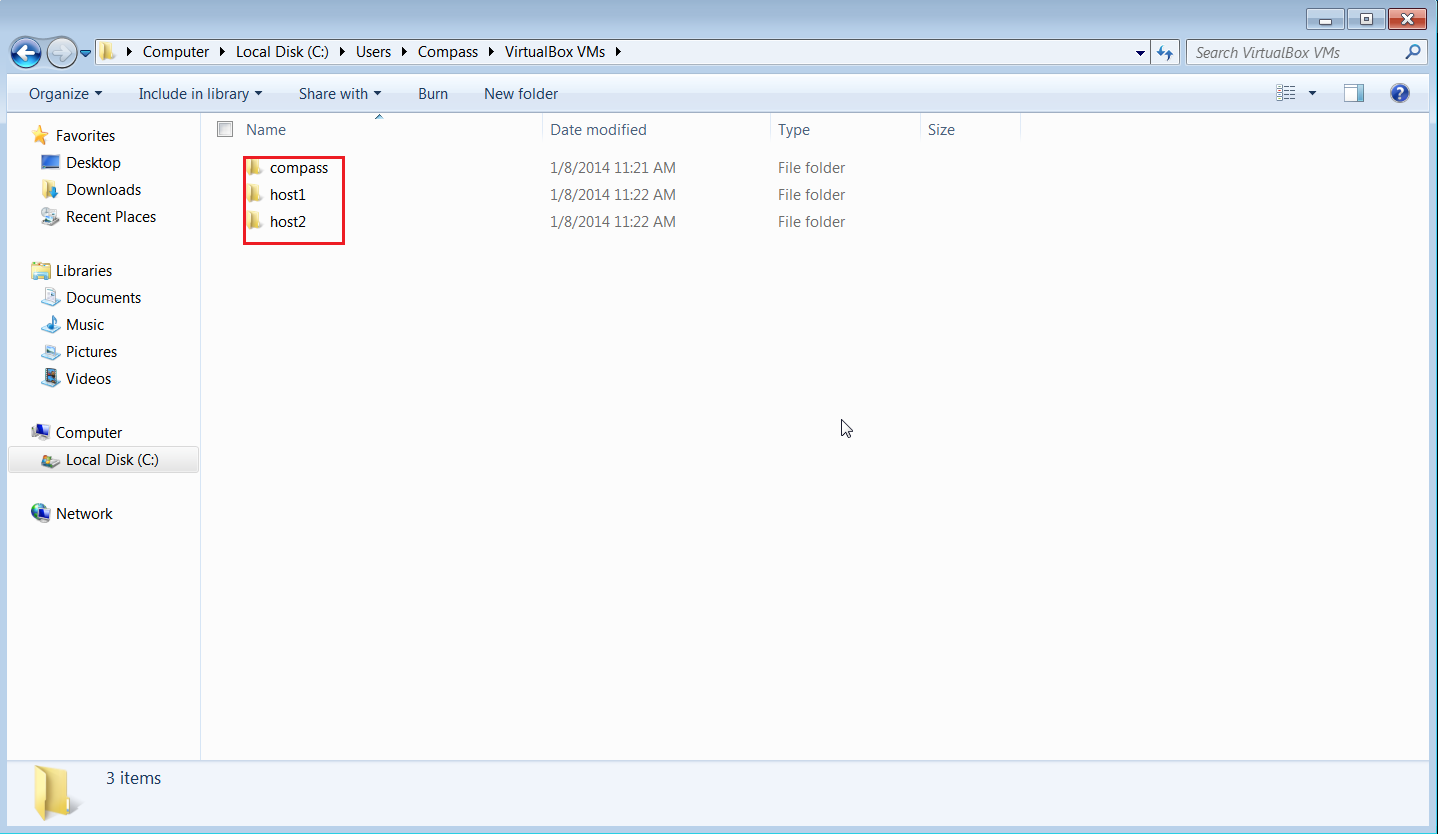 Computer Local Disk (C:) Users Compass VirtualBox VMs Search VirtualBox VMs
Organize Include in library Share with Burn New folder ?
Favorites
Desktop
Downloads
Recent Places
Libraries
Documents
Music
Pictures
Videos
Computer
Local Disk (C:)
Network
Name Date modified Type Size
compass 1/8/2014 11:21 AM File folder
host1 1/8/2014 11:22 AM File folder
host2 1/8/2014 11:22 AM File folder
3 items